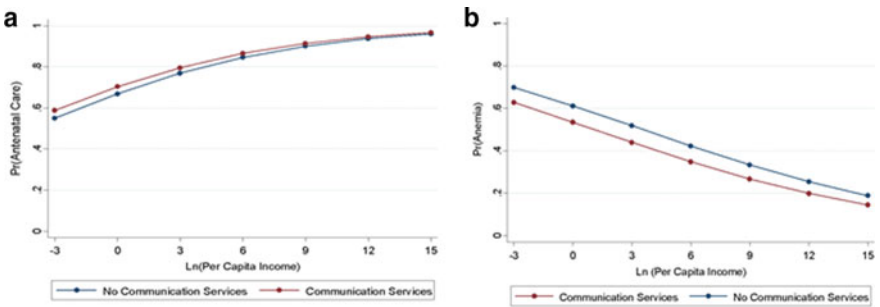 a
1
.8
.6
.4
.2
0
Pr(Antenatal Care)
-3 0 3 6 9 12 15
Ln(Per Capita Income)
No Communication Services Communication Services
b
1
.8
.6
.4
.2
0
Pr(Anemia)
-3 0 3 6 9 12 15
Ln (Per Capita Income)
Communication Services No Communication Services